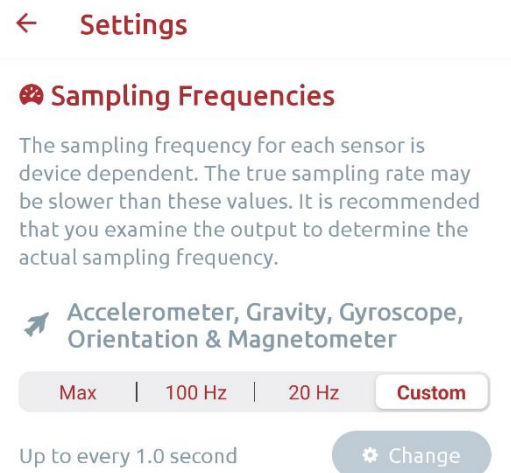 Settings
Sampling Frequencies
The sampling frequency for each sensor is
device dependent. The true sampling rate may
be slower than these values. It is recommended
that you examine the output to determine the
actual sampling frequency.
Accelerometer, Gravity, Gyroscope,
Orientation & Magnetometer
Max | 100 Hz | 20 Hz Custom
Up to every 1.0 second Change